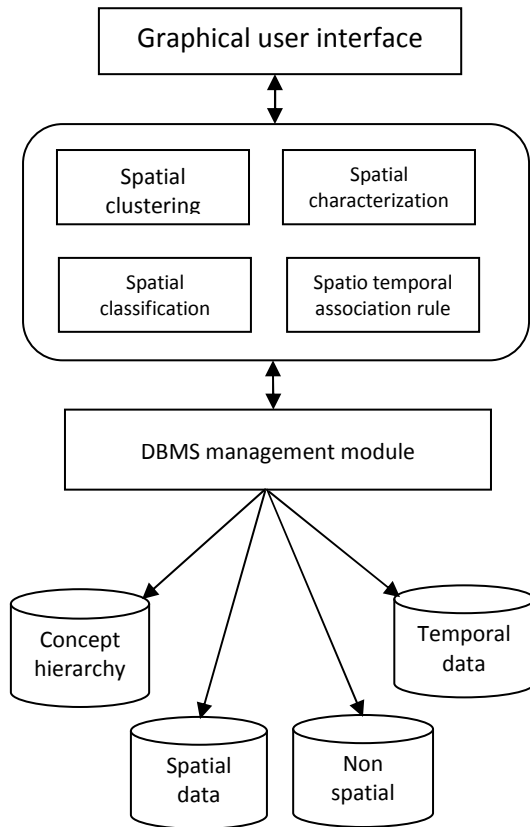 Graphical user interface
Spatial
clustering
Spatial
characterization
Spatial
classification
Spatio temporal
association rule
DBMS management module
Concept
hierarchy
Temporal
data
Spatial
data
Non
spatial